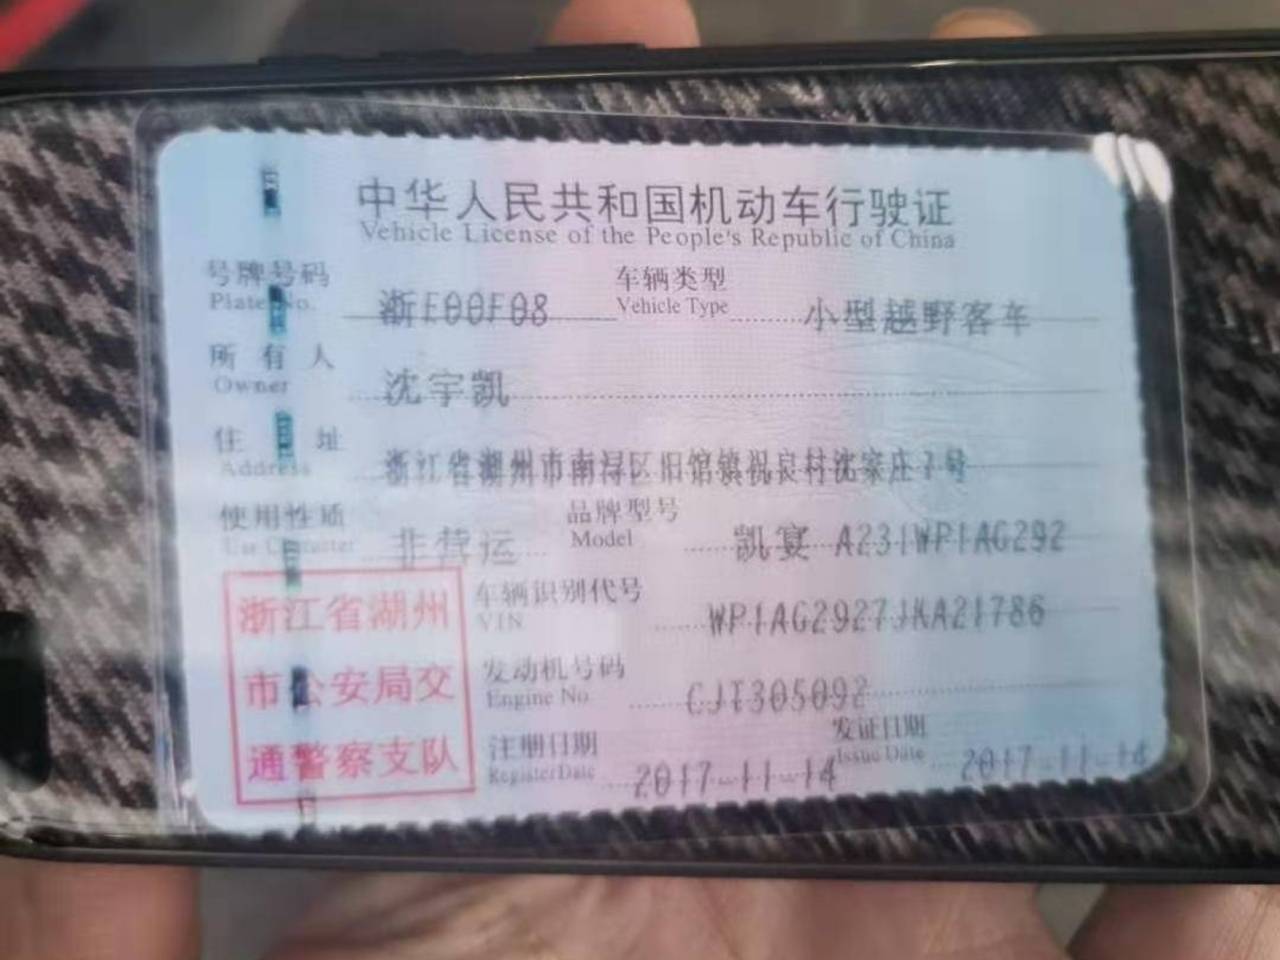 中华人民共和国机动车行驶证
Vehicle License of the People's Republic of China
号牌号码 浙E00F08 车辆类型 小型越野客车
Plate No. Vehicle Type
所有人 沈宇凯
Owner
住址 浙江省湖州市南浔区旧馆镇祝良村沈家庄7号
Address
使用性质 非营运 品牌型号 凯宴 A231WP1AG292
Use Character Model
浙江省湖州
市公安局交
通警察支队
车辆识别代号 WP1AG2927JKA21786
VIN
发动机号码 CJT305092
Engine No.
注册日期 2017-11-14 发证日期 2017-11-14
Register Date Issue Date